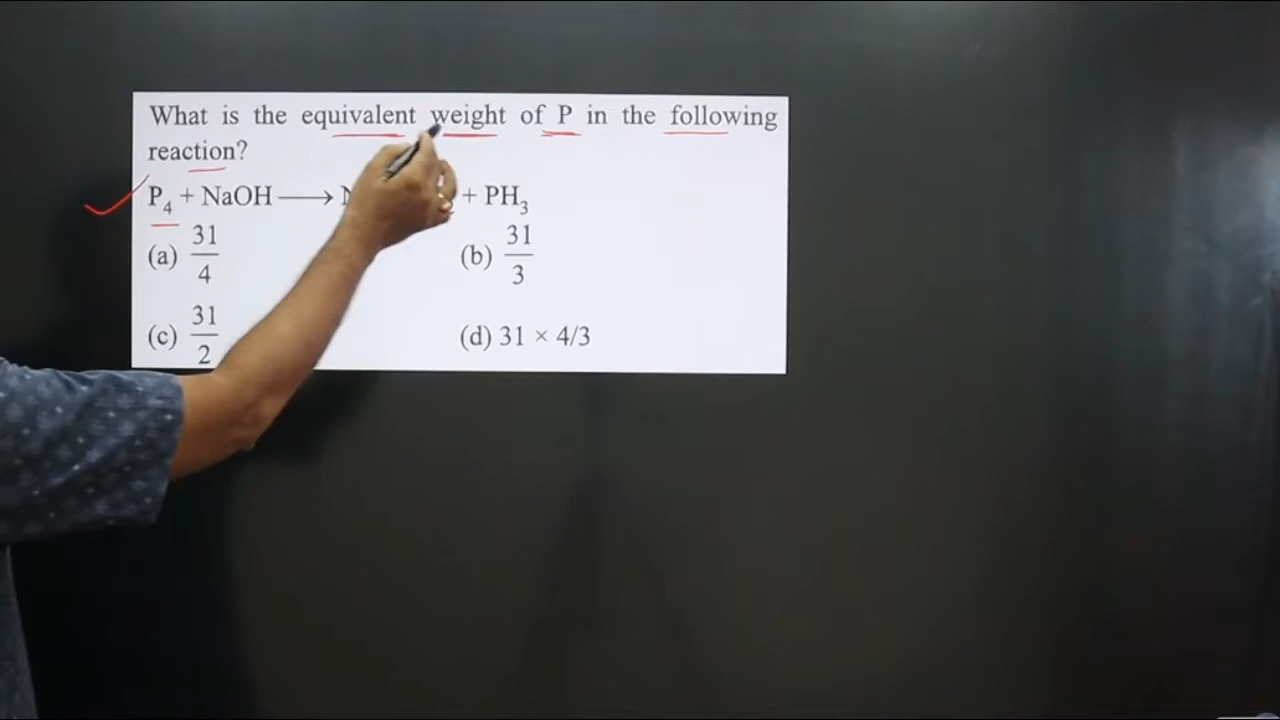 What is the equivalent weight of P in the following
reaction?
P₄ + NaOH ⟶ + PH₃
(a) 31/4
(b) 31/3
(c) 31/2
(d) 31 × 4/3